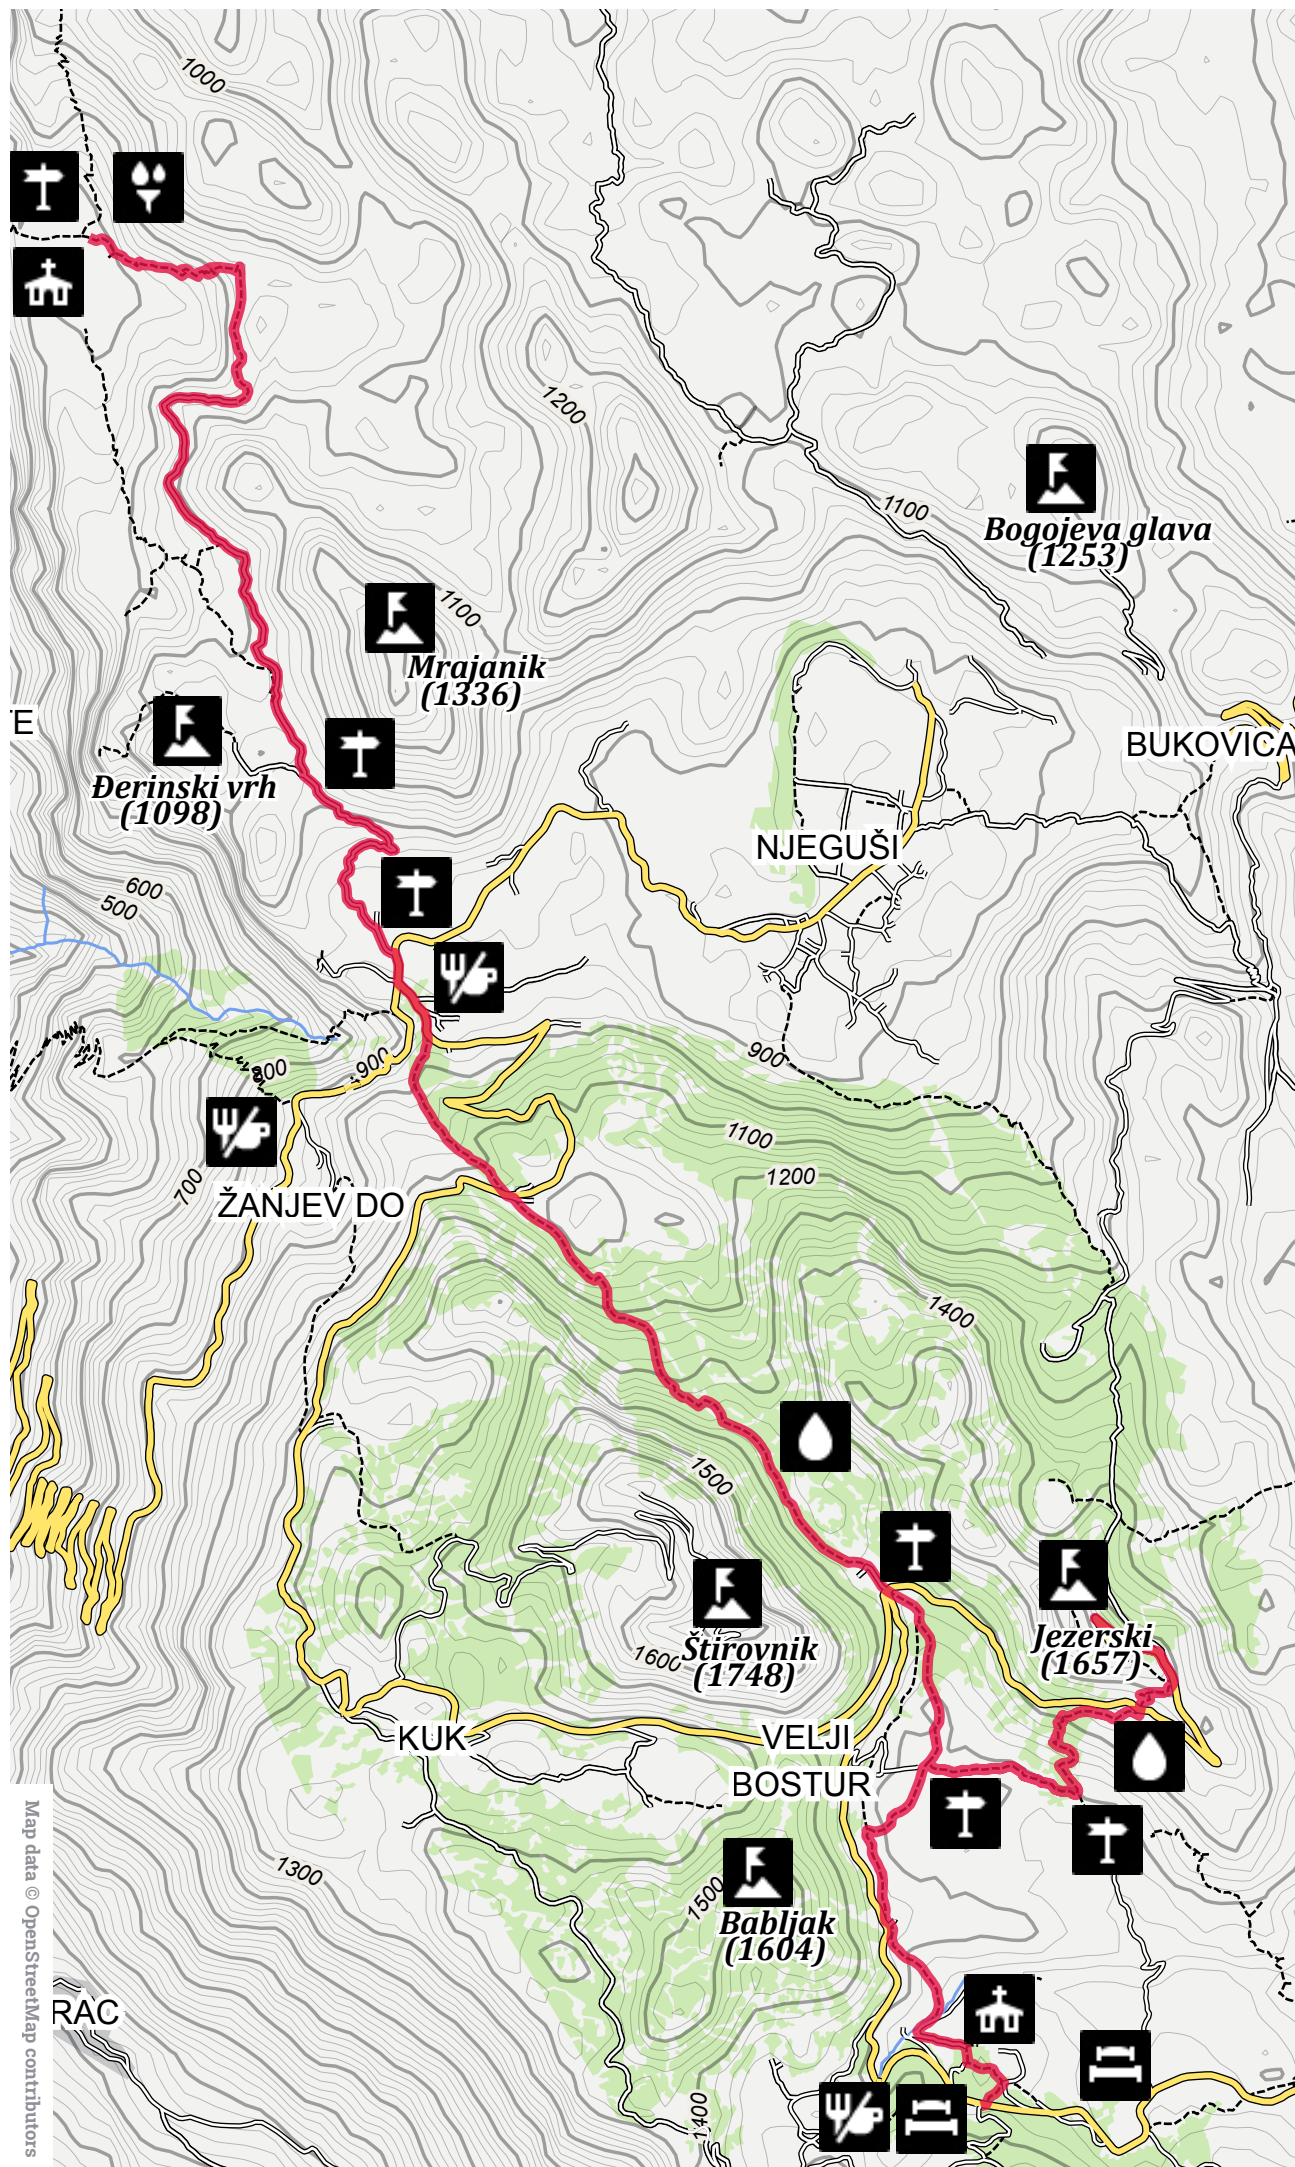 1000
1200
1100
Bogojeva glava
(1253)
1100
Mrajanik
(1336)
TE
BUKOVICA
Đerinski vrh
(1098)
NJEGUŠI
600
500
900
800
900
1100
1200
700
ŽANJEV DO
1400
1500
Štirovnik
(1748)
1600
Jezerski
(1657)
KUK
VELJI
BOSTUR
1300
1500
Babljak
(1604)
RAC
1400
Map data © OpenStreetMap contributors